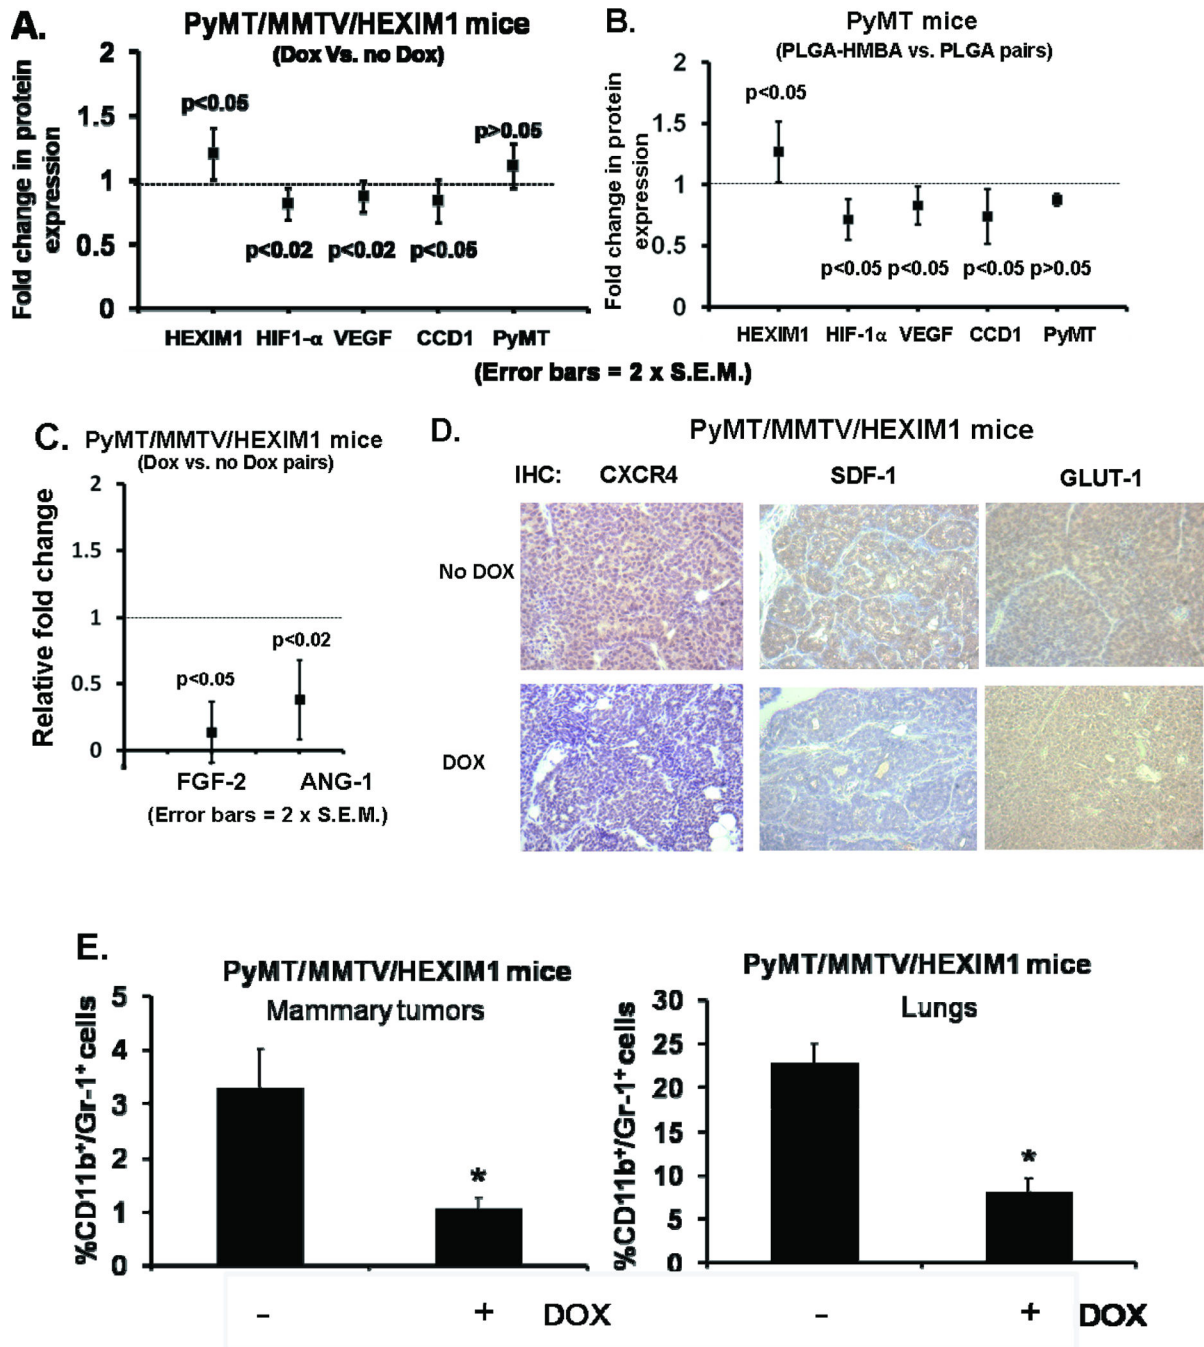 A.
PyMT/MMTV/HEXIM1 mice
(Dox Vs. no Dox)
Fold change in protein
expression
2
1.5
1
0.5
0
p<0.05
p>0.05
p<0.02
p<0.02
p<0.05
HEXIM1 HIF1-α VEGF CCD1 PyMT
B.
PyMT mice
(PLGA-HMBA vs. PLGA pairs)
Fold change in protein
expression
2
1.5
1
0.5
0
p<0.05
p<0.05 p<0.05 p<0.05 p>0.05
HEXIM1 HIF-1α VEGF CCD1 PyMT
(Error bars = 2 x S.E.M.)
C.
PyMT/MMTV/HEXIM1 mice
(Dox vs. no Dox pairs)
Relative fold change
2
1.5
1
0.5
0
p<0.05
p<0.02
FGF-2 ANG-1
(Error bars = 2 x S.E.M.)
D.
PyMT/MMTV/HEXIM1 mice
IHC: CXCR4 SDF-1 GLUT-1
No DOX
DOX
E.
PyMT/MMTV/HEXIM1 mice
Mammary tumors
%CD11b⁺/Gr-1⁺ cells
5
4
3
2
1
0
*
- + DOX
PyMT/MMTV/HEXIM1 mice
Lungs
%CD11b⁺/Gr-1⁺ cells
30
25
20
15
10
5
0
*
- + DOX